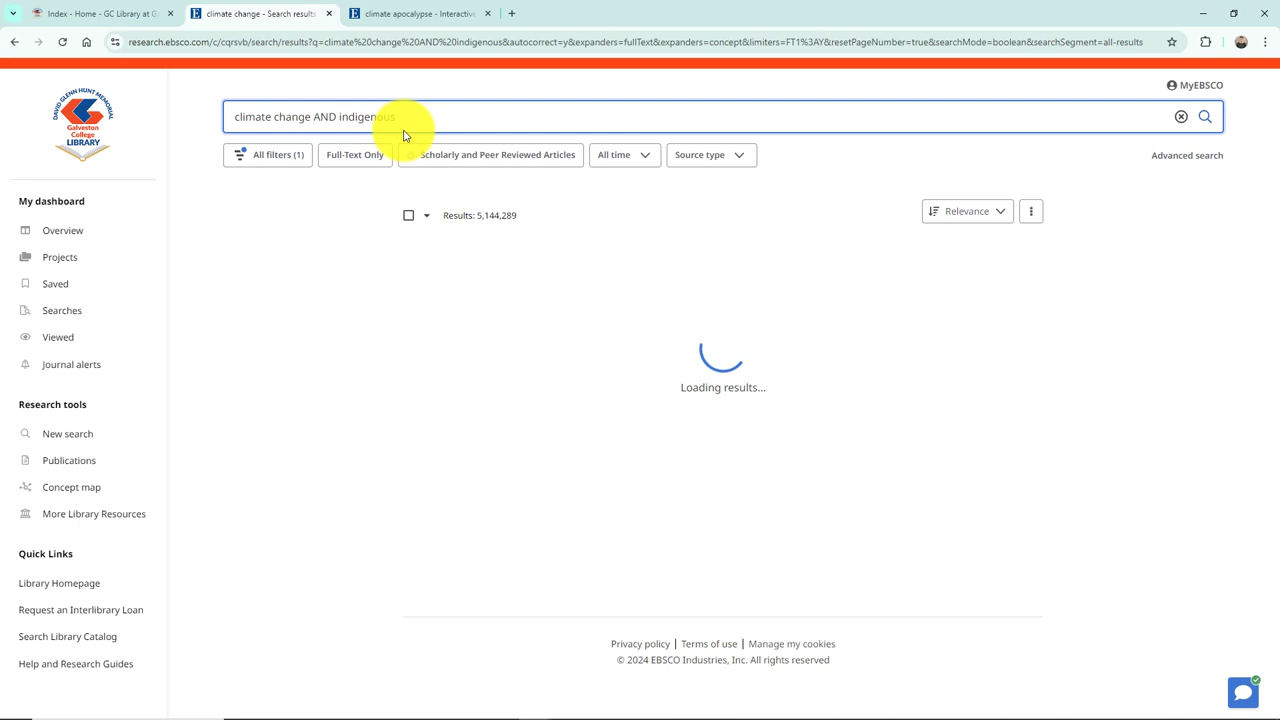 Index - Home - GC Library at G
climate change - Search results
climate apocalypse - Interactive
research.ebsco.com/c/cqrsvb/search/results?q=climate%20change%20AND%20indigenous&autocorrect=y&expanders=fullText&expanders=concept&limiters=FT1%3AY&resetPageNumber=true&searchMode=boolean&searchSegment=all-results
DAVID GLENN HUNT MEMORIAL
Galveston
College
LIBRARY
MyEBSCO
climate change AND indigenous
All filters (1)
Full-Text Only
Scholarly and Peer Reviewed Articles
All time
Source type
Advanced search
My dashboard
Overview
Projects
Saved
Searches
Viewed
Journal alerts
Research tools
New search
Publications
Concept map
More Library Resources
Quick Links
Library Homepage
Request an Interlibrary Loan
Search Library Catalog
Help and Research Guides
Results: 5,144,289
Relevance
Loading results...
Privacy policy | Terms of use | Manage my cookies
© 2024 EBSCO Industries, Inc. All rights reserved